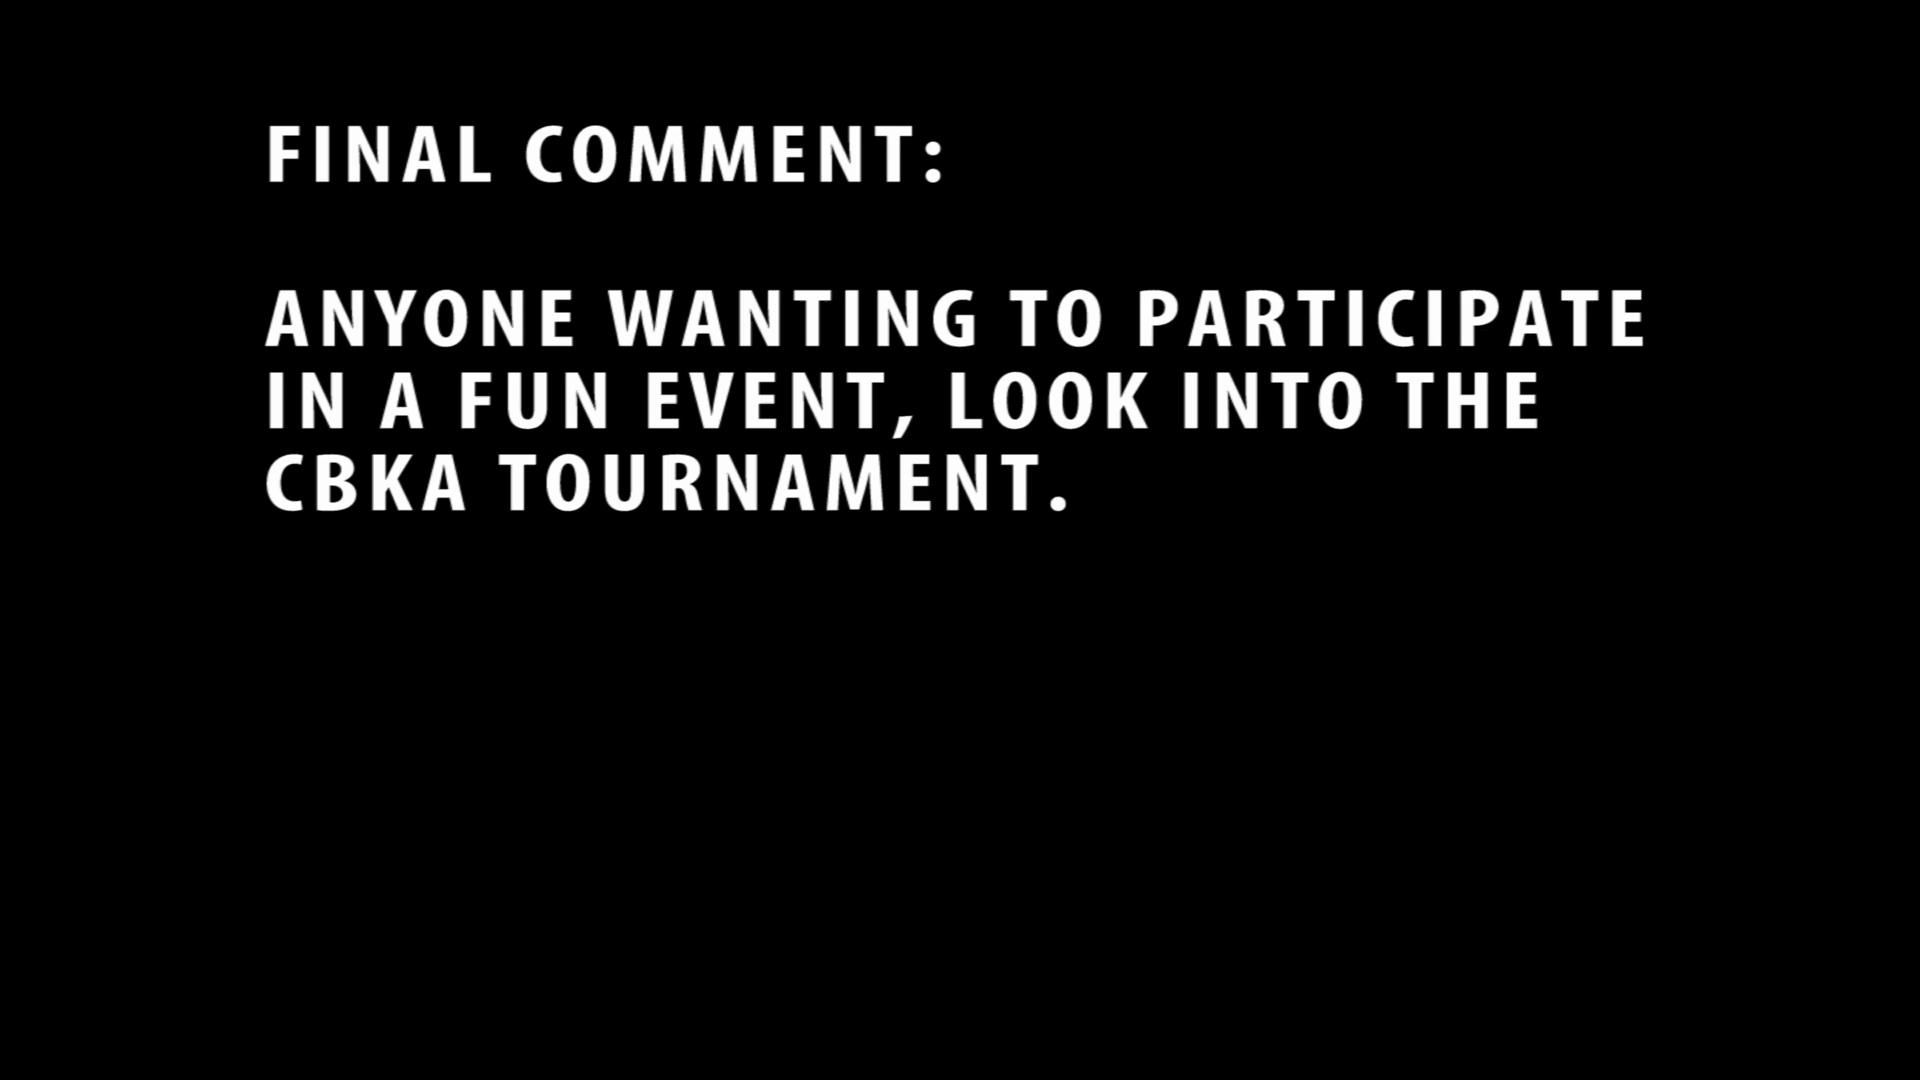 FINAL COMMENT:
ANYONE WANTING TO PARTICIPATE
IN A FUN EVENT, LOOK INTO THE
CBKA TOURNAMENT.